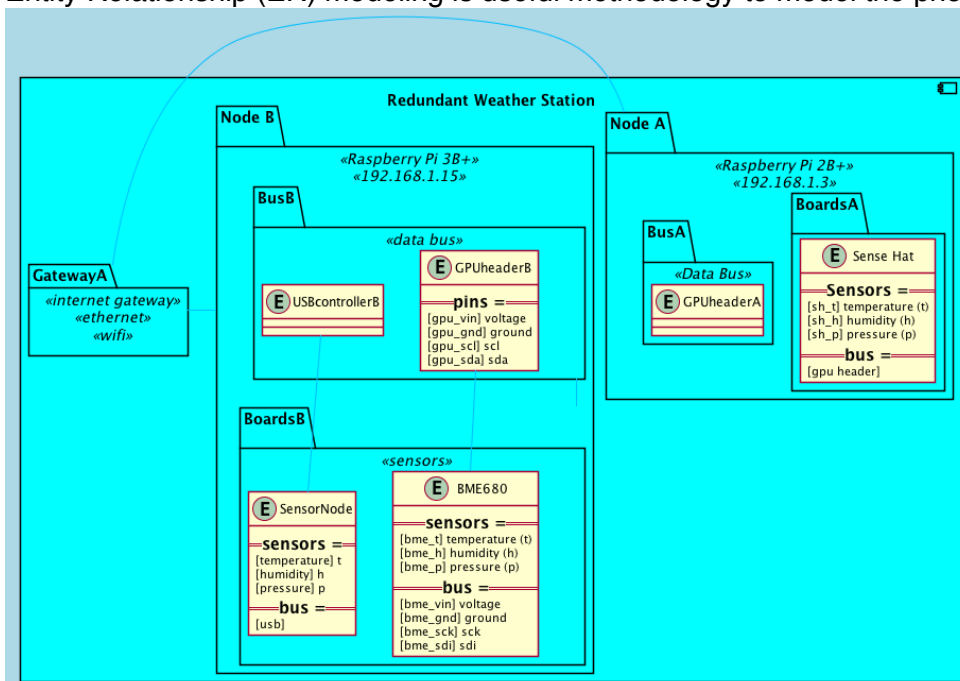 Entity Relationship (ER) modeling is useful methodology to model the
Redundant Weather Station
Node B
«Raspberry Pi 3B+»
«192.168.1.15»
BusB
«data bus»
E USBcontrollerB
E GPUheaderB
pins =
[gpu_vin] voltage
[gpu_gnd] ground
[gpu_scl] scl
[gpu_sda] sda
BoardsB
«sensors»
E SensorNode
sensors =
[temperature] t
[humidity] h
[pressure] p
bus =
[usb]
E BME680
sensors =
[bme_t] temperature (t)
[bme_h] humidity (h)
[bme_p] pressure (p)
bus =
[bme_vin] voltage
[bme_gnd] ground
[bme_sck] sck
[bme_sdi] sdi
Node A
«Raspberry Pi 2B+»
«192.168.1.3»
BusA
«Data Bus»
E GPUheaderA
BoardsA
E Sense Hat
Sensors =
[sh_t] temperature (t)
[sh_h] humidity (h)
[sh_p] pressure (p)
bus =
[gpu header]
GatewayA
«internet gateway»
«ethernet»
«wifi»